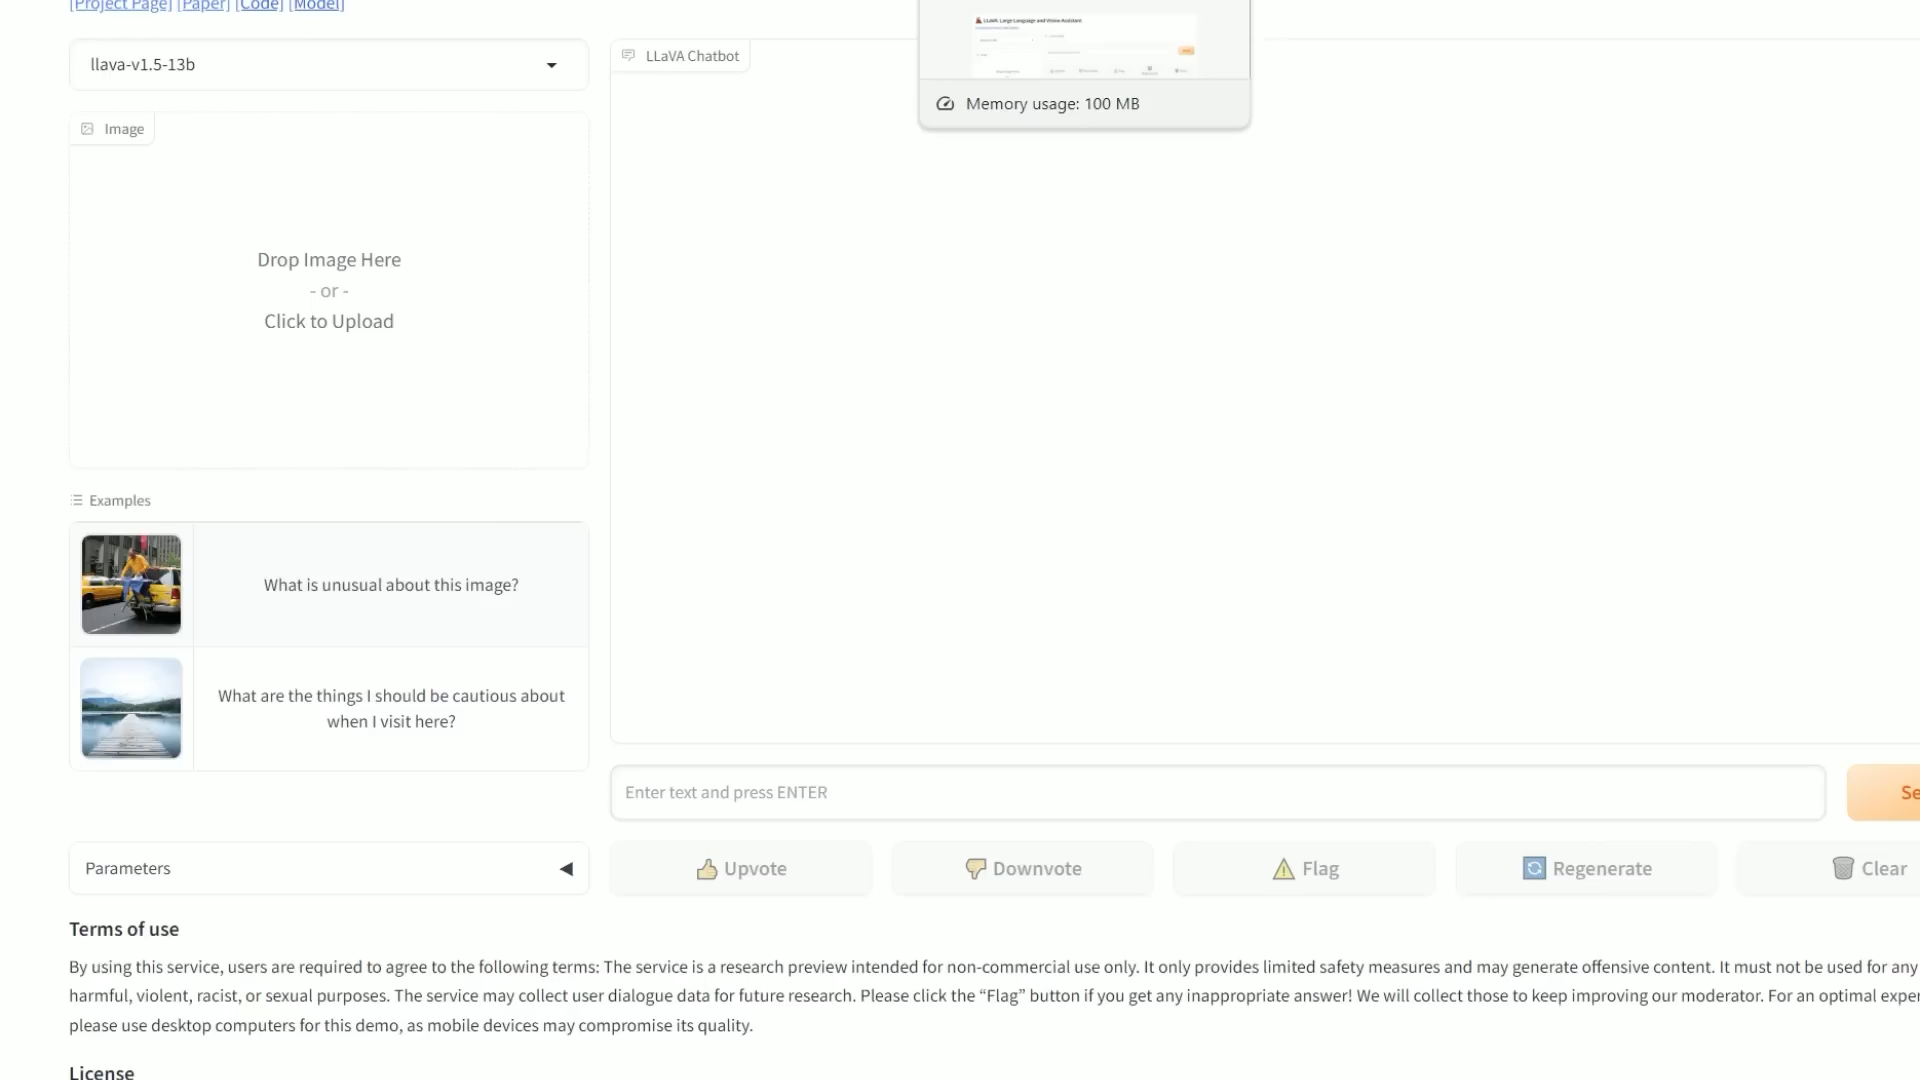 [Project Page] [Paper] [Code] [Model]
LLaVA: Large Language and Vision Assistant
Memory usage: 100 MB
llava-v1.5-13b
LLaVA Chatbot
Image
Drop Image Here
- or -
Click to Upload
Examples
What is unusual about this image?
What are the things I should be cautious about
when I visit here?
Enter text and press ENTER
Se
Parameters
Upvote
Downvote
Flag
Regenerate
Clear
Terms of use
By using this service, users are required to agree to the following terms: The service is a research preview intended for non-commercial use only. It only provides limited safety measures and may generate offensive content. It must not be used for any
harmful, violent, racist, or sexual purposes. The service may collect user dialogue data for future research. Please click the “Flag” button if you get any inappropriate answer! We will collect those to keep improving our moderator. For an optimal exper
please use desktop computers for this demo, as mobile devices may compromise its quality.
License